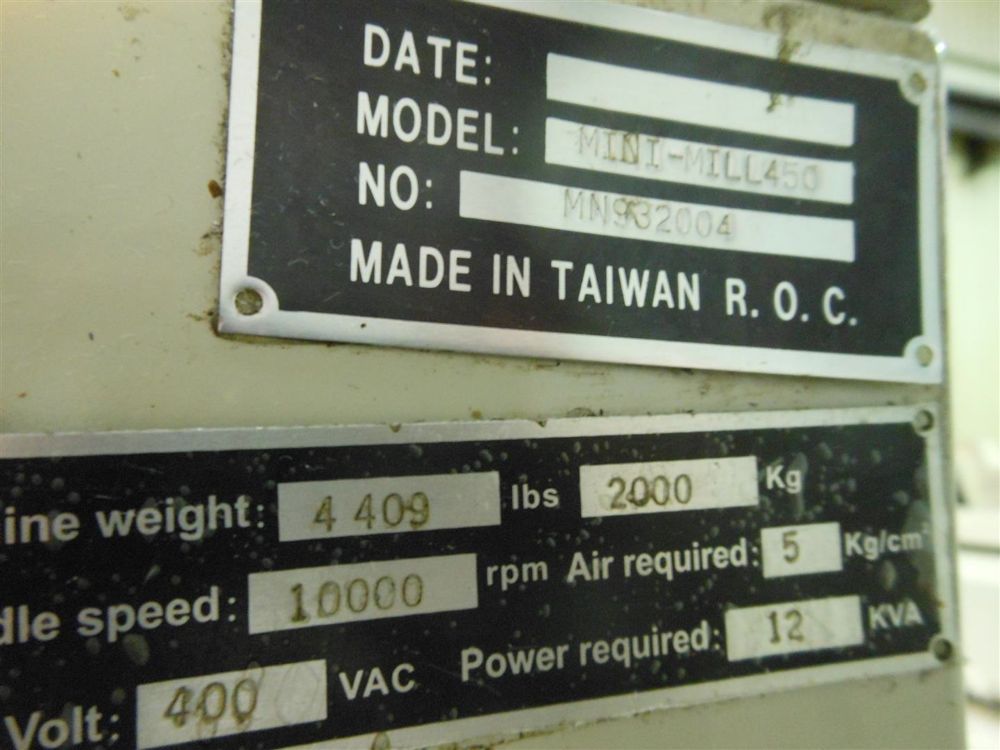 DATE:
MODEL: MINI-MILL450
NO: MN932004
MADE IN TAIWAN R. O. C.
ine weight: 4 409 lbs 2000 Kg
dle speed: 10000 rpm Air required: 5 Kg/cm²
Volt: 400 VAC Power required: 12 KVA